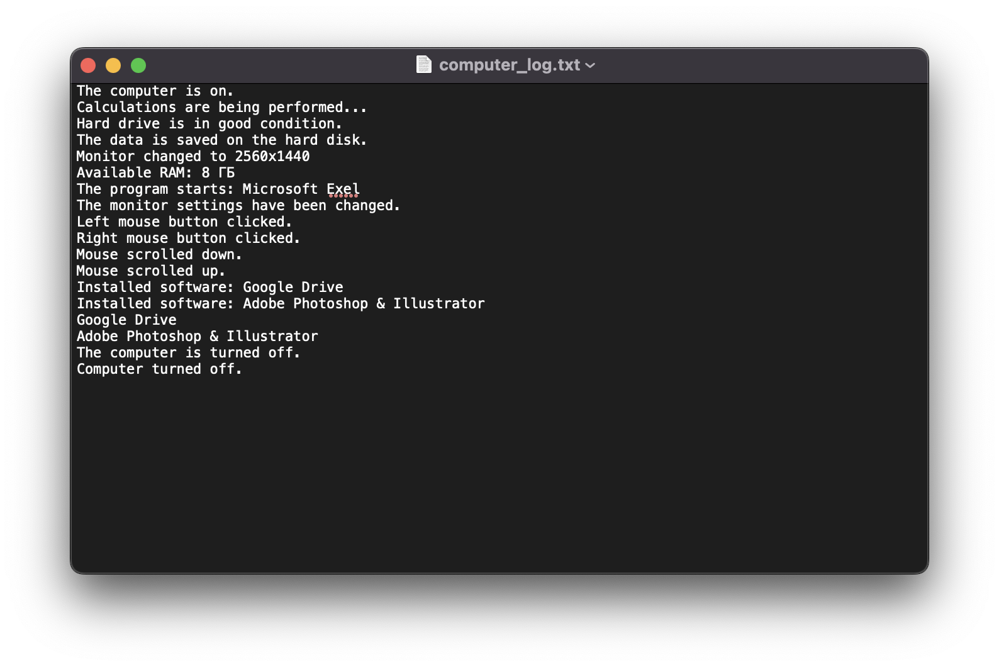 computer_log.txt
The computer is on.
Calculations are being performed...
Hard drive is in good condition.
The data is saved on the hard disk.
Monitor changed to 2560x1440
Available RAM: 8 ГБ
The program starts: Microsoft Exel
The monitor settings have been changed.
Left mouse button clicked.
Right mouse button clicked.
Mouse scrolled down.
Mouse scrolled up.
Installed software: Google Drive
Installed software: Adobe Photoshop & Illustrator
Google Drive
Adobe Photoshop & Illustrator
The computer is turned off.
Computer turned off.